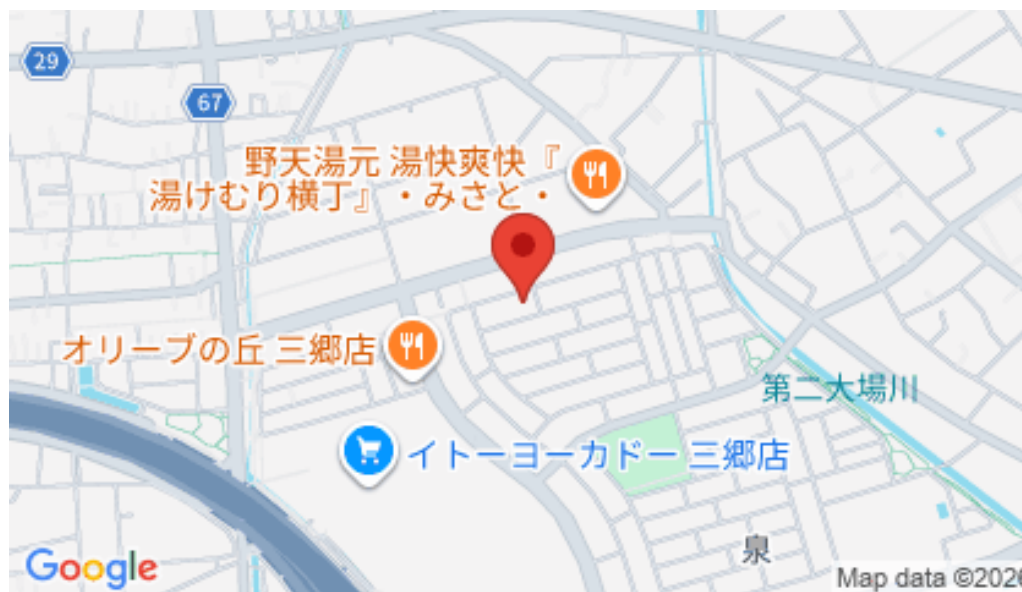 29
67
野天湯元 湯快爽快『
湯けむり横丁』・みさと・
オリーブの丘 三郷店
第二大場川
イトーヨーカドー 三郷店
泉
Google
Map data ©2026